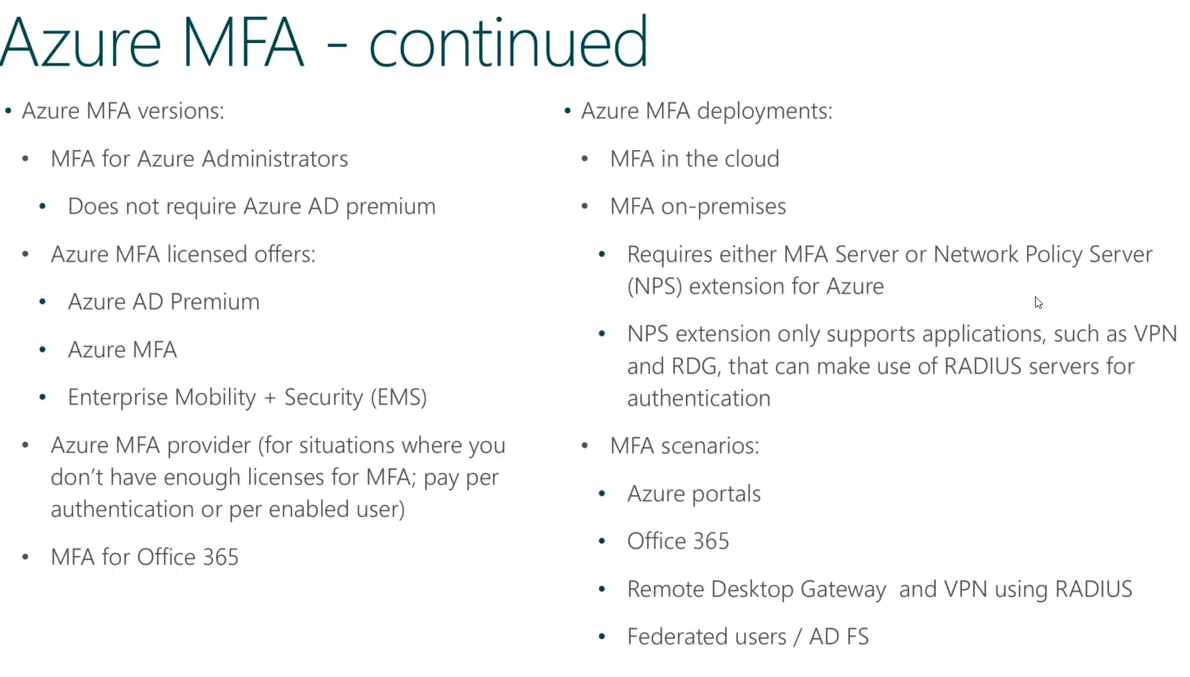 Azure MFA - continued
• Azure MFA versions:
• MFA for Azure Administrators
• Does not require Azure AD premium
• Azure MFA licensed offers:
• Azure AD Premium
• Azure MFA
• Enterprise Mobility + Security (EMS)
• Azure MFA provider (for situations where you
don't have enough licenses for MFA; pay per
authentication or per enabled user)
• MFA for Office 365
• Azure MFA deployments:
• MFA in the cloud
• MFA on-premises
• Requires either MFA Server or Network Policy Server
(NPS) extension for Azure
• NPS extension only supports applications, such as VPN
and RDG, that can make use of RADIUS servers for
authentication
• MFA scenarios:
• Azure portals
• Office 365
• Remote Desktop Gateway  and VPN using RADIUS
• Federated users / AD FS